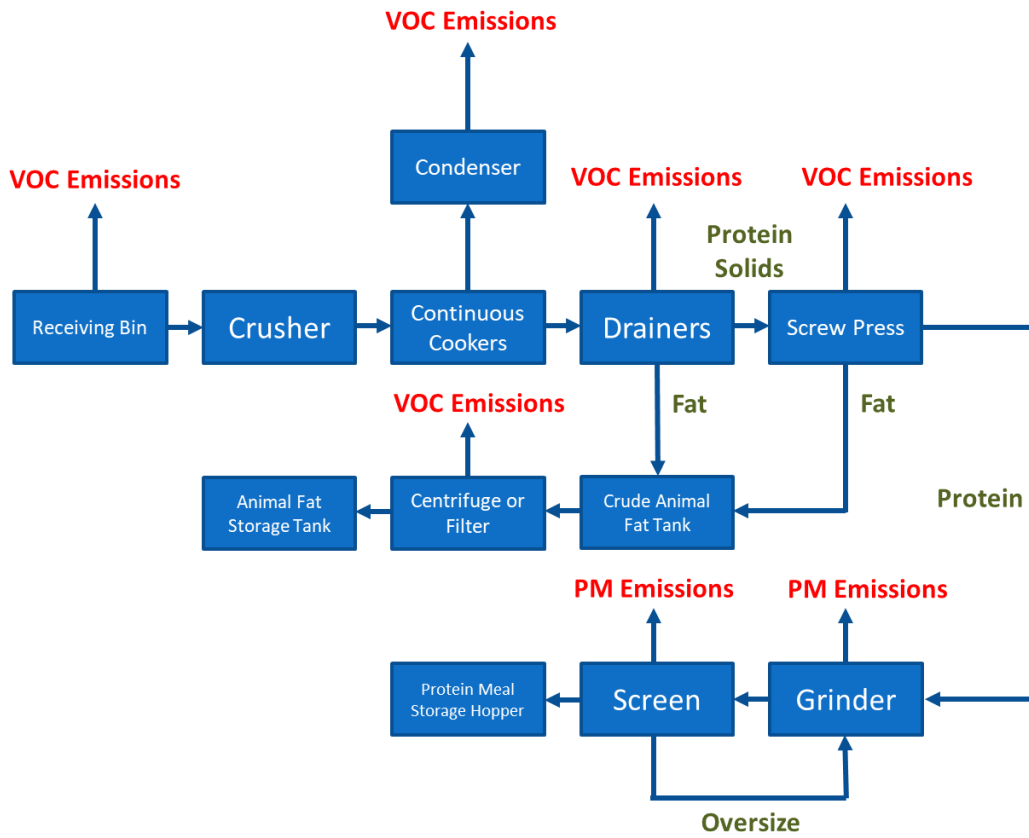 VOC Emissions
Condenser
VOC Emissions
VOC Emissions
VOC Emissions
Protein
Solids
Receiving Bin
Crusher
Continuous
Cookers
Drainers
Screw Press
VOC Emissions
Fat
Fat
Animal Fat
Storage Tank
Centrifuge or
Filter
Crude Animal
Fat Tank
Protein
PM Emissions
PM Emissions
Protein Meal
Storage Hopper
Screen
Grinder
Oversize